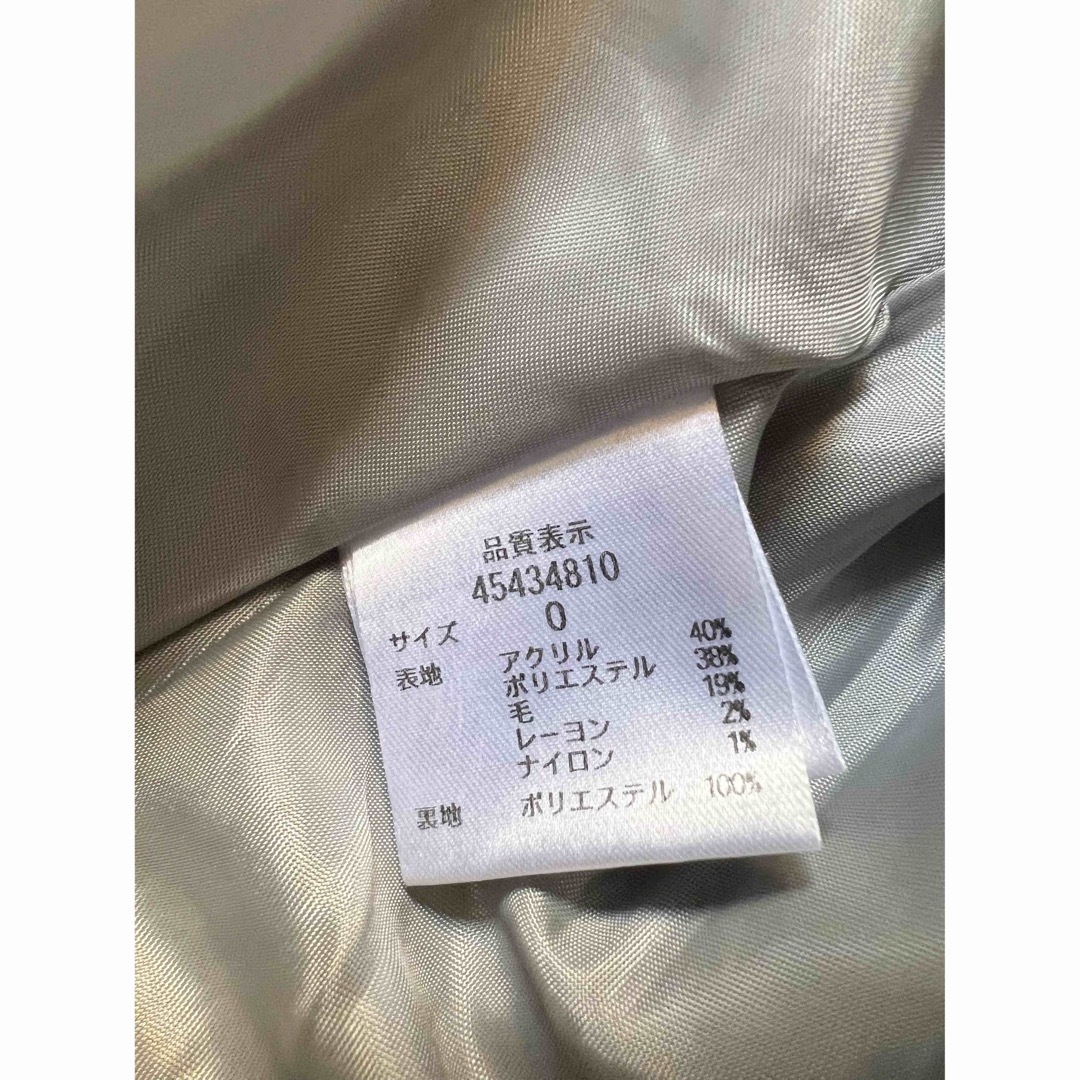 品質表示
45434810
サイズ 0
表地 アクリル 40%
ポリエステル 38%
毛 19%
レーヨン 2%
ナイロン 1%
裏地 ポリエステル 100%